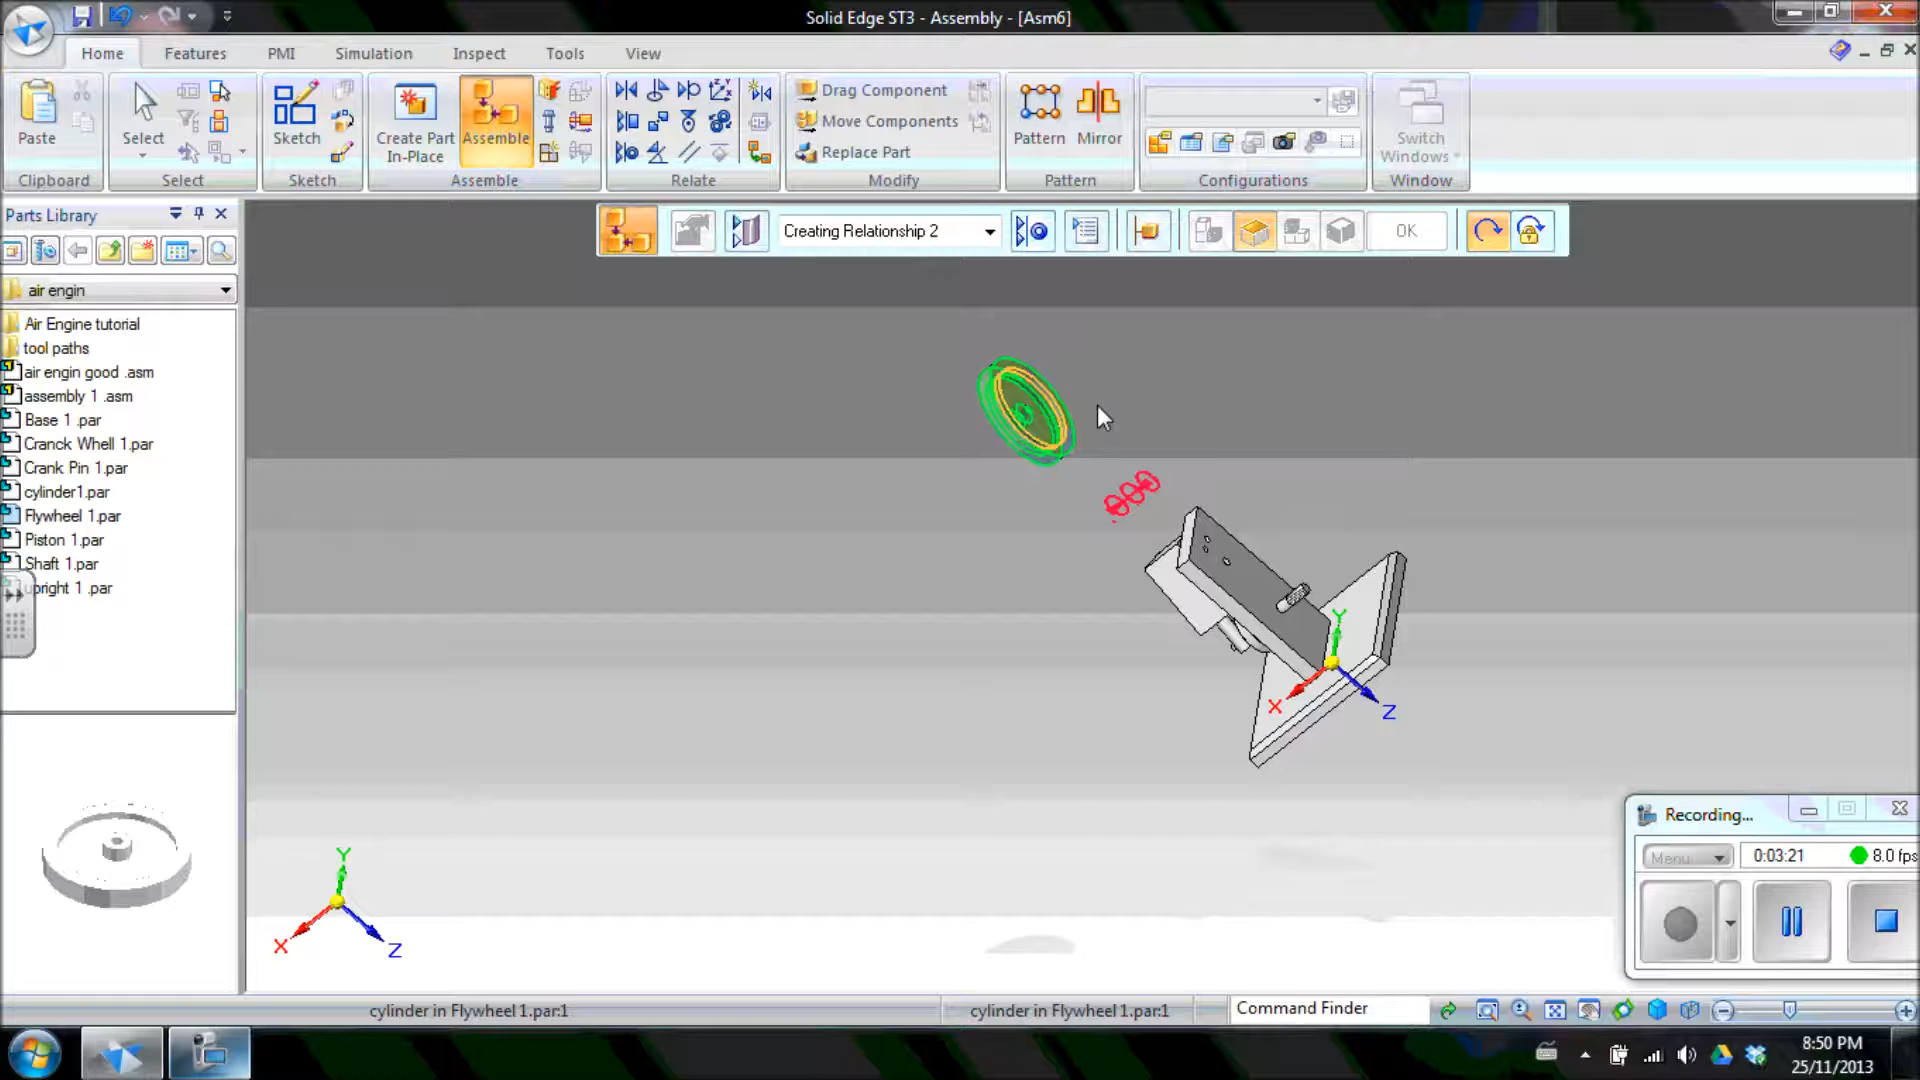 Solid Edge ST3 - Assembly - [Asm6]
Home Features PMI Simulation Inspect Tools View
Paste
Clipboard
Select
Select
Sketch
Sketch
Create Part In-Place
Assemble
Assemble
Relate
Drag Component
Move Components
Replace Part
Modify
Pattern Mirror
Pattern
Configurations
Switch Windows
Window
Parts Library
Creating Relationship 2
OK
air engin
Air Engine tutorial
tool paths
air engin good .asm
assembly 1 .asm
Base 1 .par
Cranck Whell 1.par
Crank Pin 1.par
cylinder1.par
Flywheel 1.par
Piston 1.par
Shaft 1.par
upright 1 .par
Y
X
Z
Y
X
Z
Recording...
Menu
0:03:21
8.0 fps
cylinder in Flywheel 1.par:1
cylinder in Flywheel 1.par:1
Command Finder
8:50 PM
25/11/2013